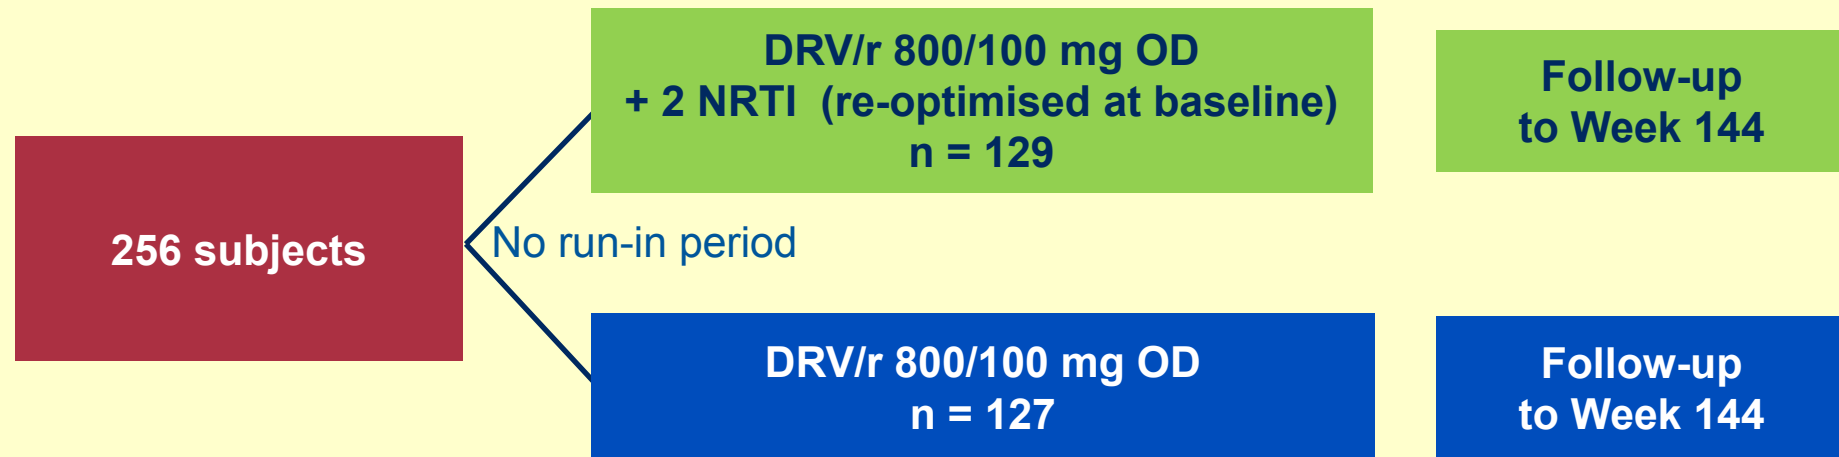 256 subjects
No run-in period
DRV/r 800/100 mg OD
+ 2 NRTI (re-optimised at baseline)
n = 129
Follow-up
to Week 144
DRV/r 800/100 mg OD
n = 127
Follow-up
to Week 144